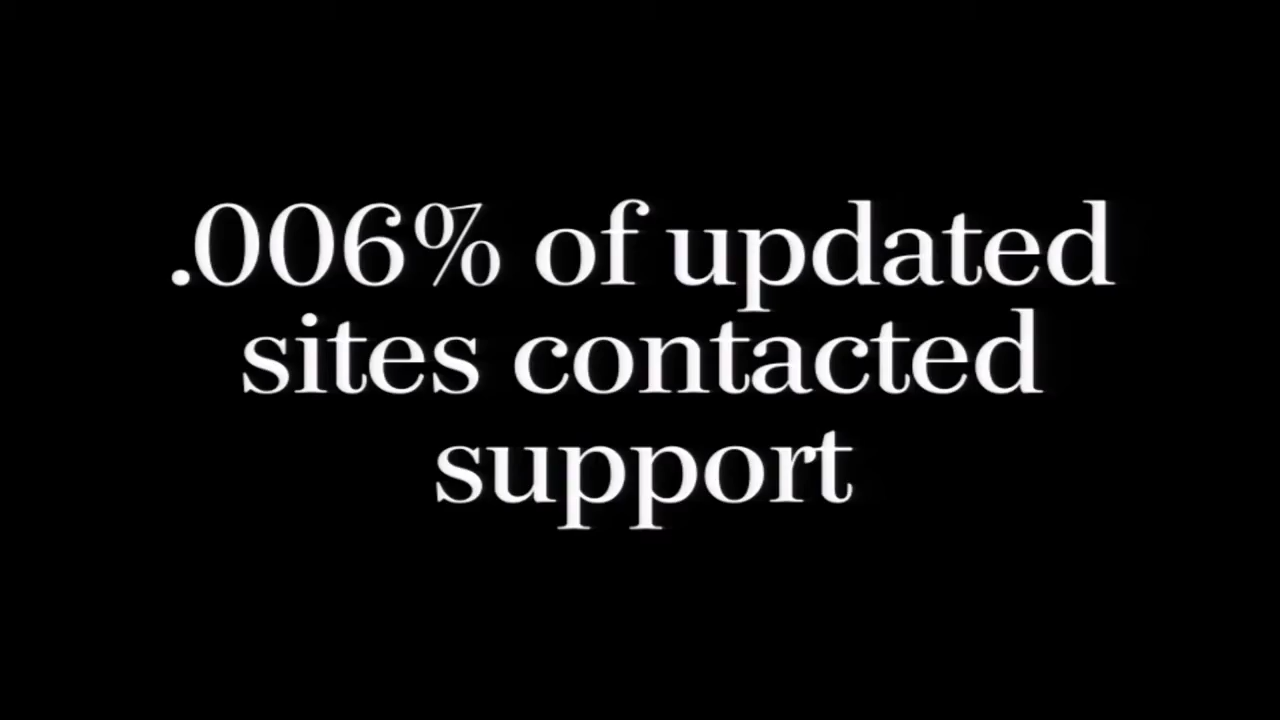 .006% of updated
sites contacted
support